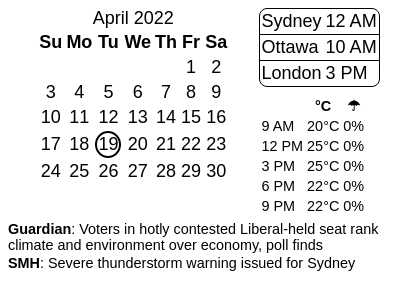 April 2022
Su Mo Tu We Th Fr Sa
1 2
3 4 5 6 7 8 9
10 11 12 13 14 15 16
17 18 19 20 21 22 23
24 25 26 27 28 29 30
Sydney 12 AM
Ottawa 10 AM
London 3 PM
°C ☂
9 AM 20°C 0%
12 PM 25°C 0%
3 PM 25°C 0%
6 PM 22°C 0%
9 PM 22°C 0%
Guardian: Voters in hotly contested Liberal-held seat rank
climate and environment over economy, poll finds
SMH: Severe thunderstorm warning issued for Sydney